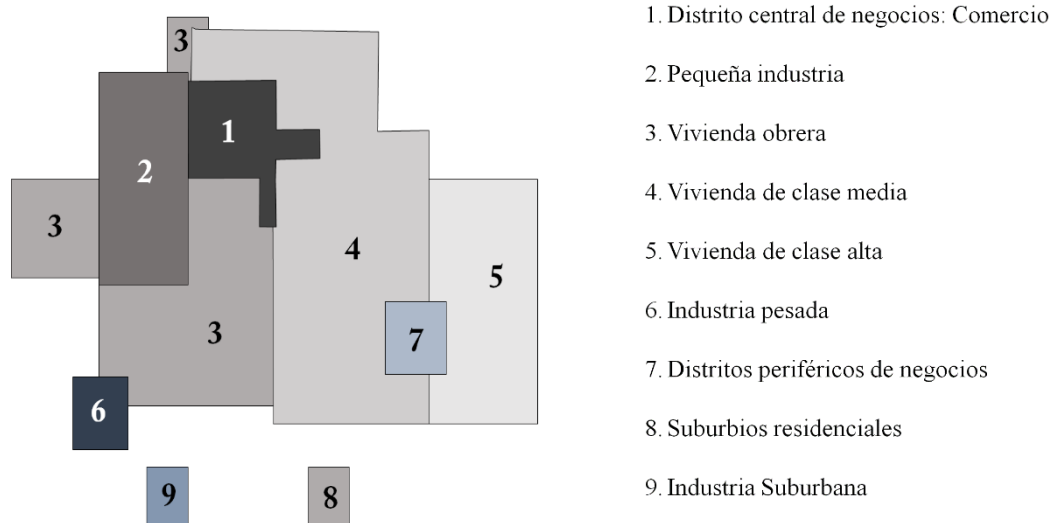 3
1
2
3
4
5
3
7
6
9
8
1. Distrito central de negocios: Comercio
2. Pequeña industria
3. Vivienda obrera
4. Vivienda de clase media
5. Vivienda de clase alta
6. Industria pesada
7. Distritos periféricos de negocios
8. Suburbios residenciales
9. Industria Suburbana